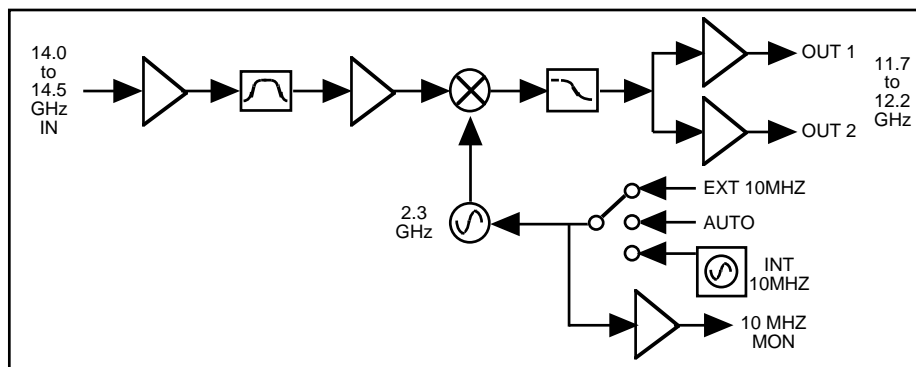 14.0
to
14.5
GHz
IN
OUT 1
OUT 2
11.7
to
12.2
GHz
2.3
GHz
EXT 10MHZ
AUTO
INT
10MHZ
10 MHZ
MON